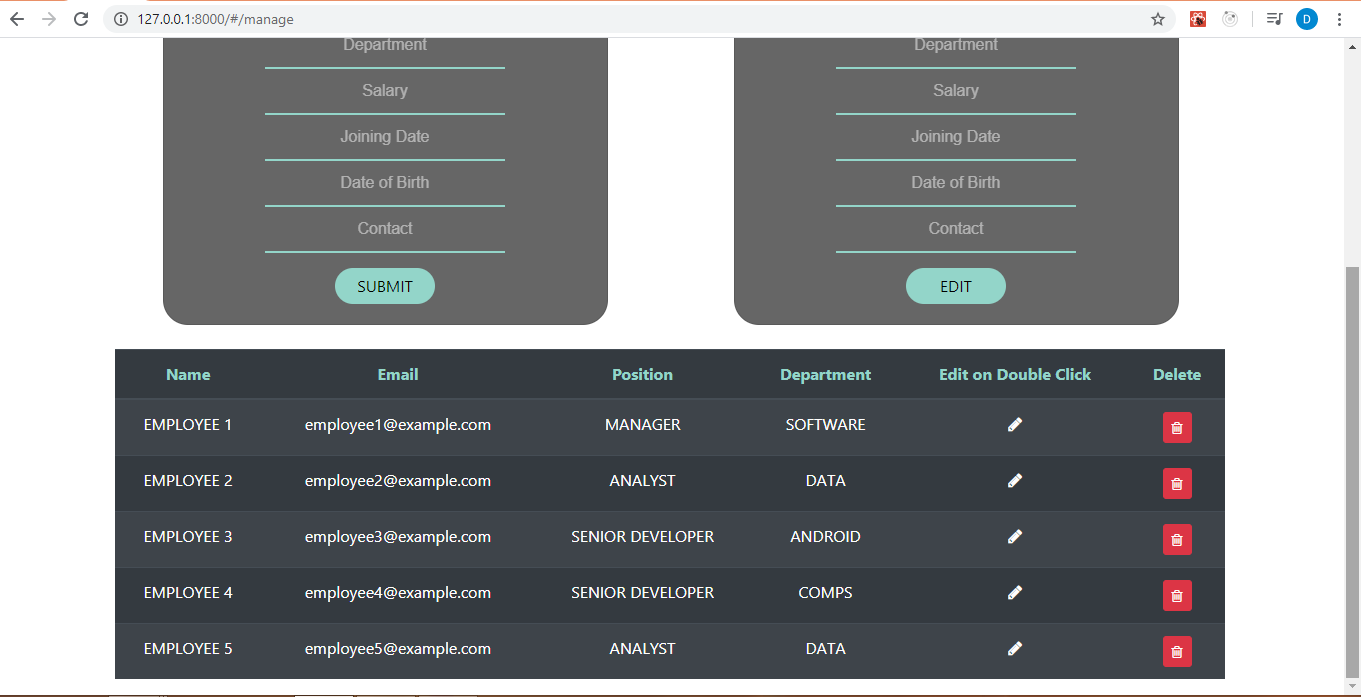 127.0.0.1:8000/#/manage
D
Department Department
Salary Salary
Joining Date Joining Date
Date of Birth Date of Birth
Contact Contact
SUBMIT EDIT
Name Email Position Department Edit on Double Click Delete
EMPLOYEE 1 employee1@example.com MANAGER SOFTWARE
EMPLOYEE 2 employee2@example.com ANALYST DATA
EMPLOYEE 3 employee3@example.com SENIOR DEVELOPER ANDROID
EMPLOYEE 4 employee4@example.com SENIOR DEVELOPER COMPS
EMPLOYEE 5 employee5@example.com ANALYST DATA